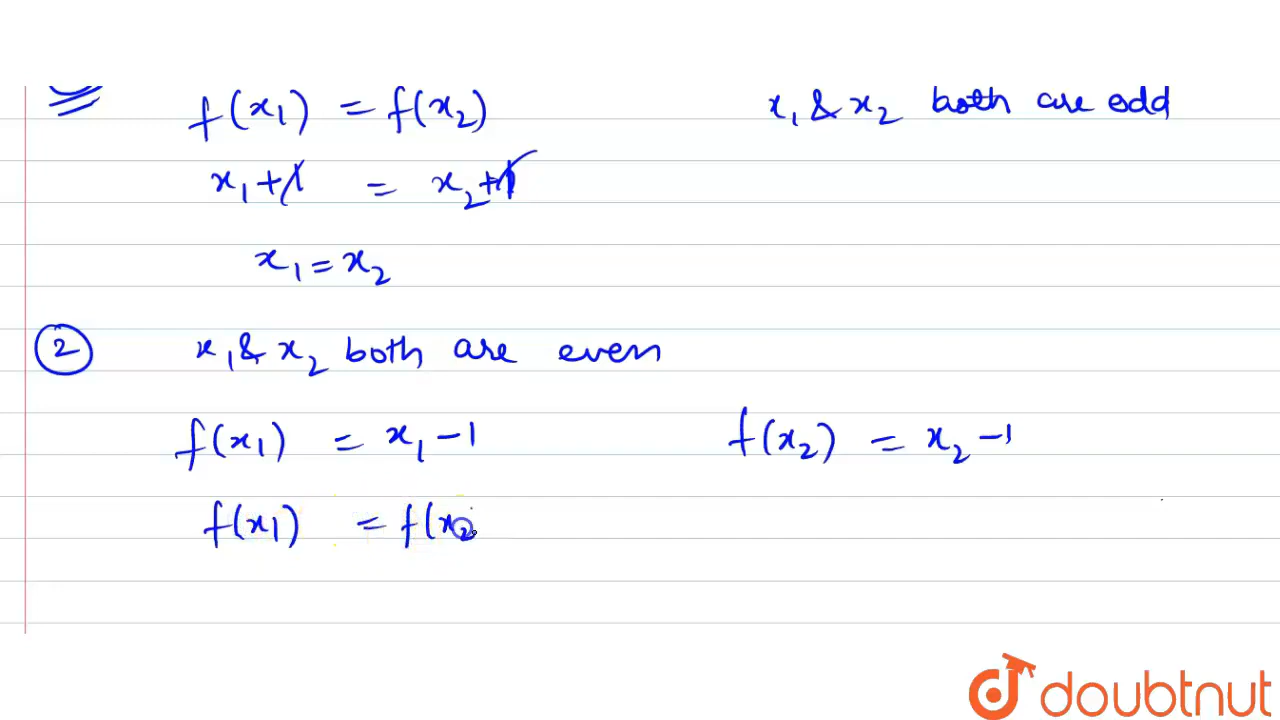 f(x₁) = f(x₂) x₁ & x₂ both are odd
x₁+1 = x₂+1
x₁ = x₂
2 x₁ & x₂ both are even
f(x₁) = x₁ -1 f(x₂) = x₂ -1
f(x₁) = f(x₂
doubtnut